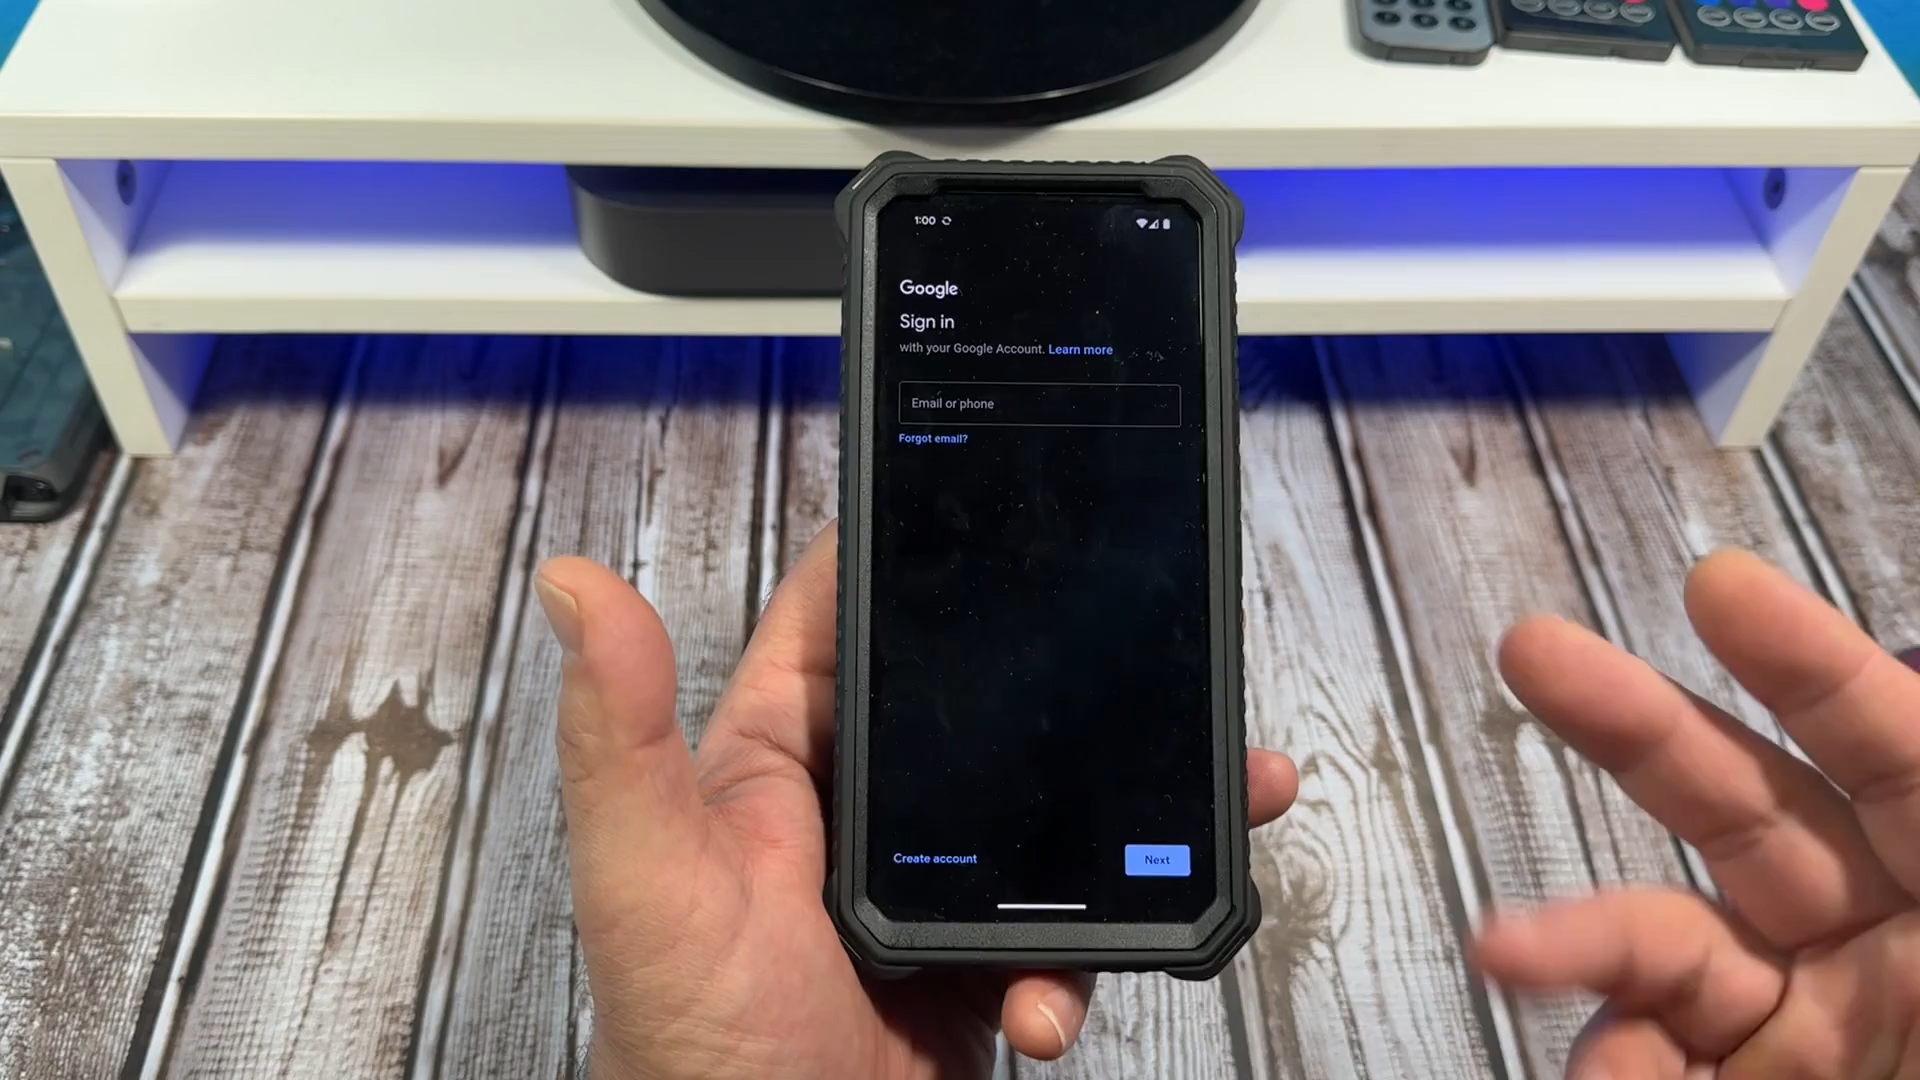 1:00
Google
Sign in
with your Google Account. Learn more
Email or phone
Forgot email?
Create account
Next